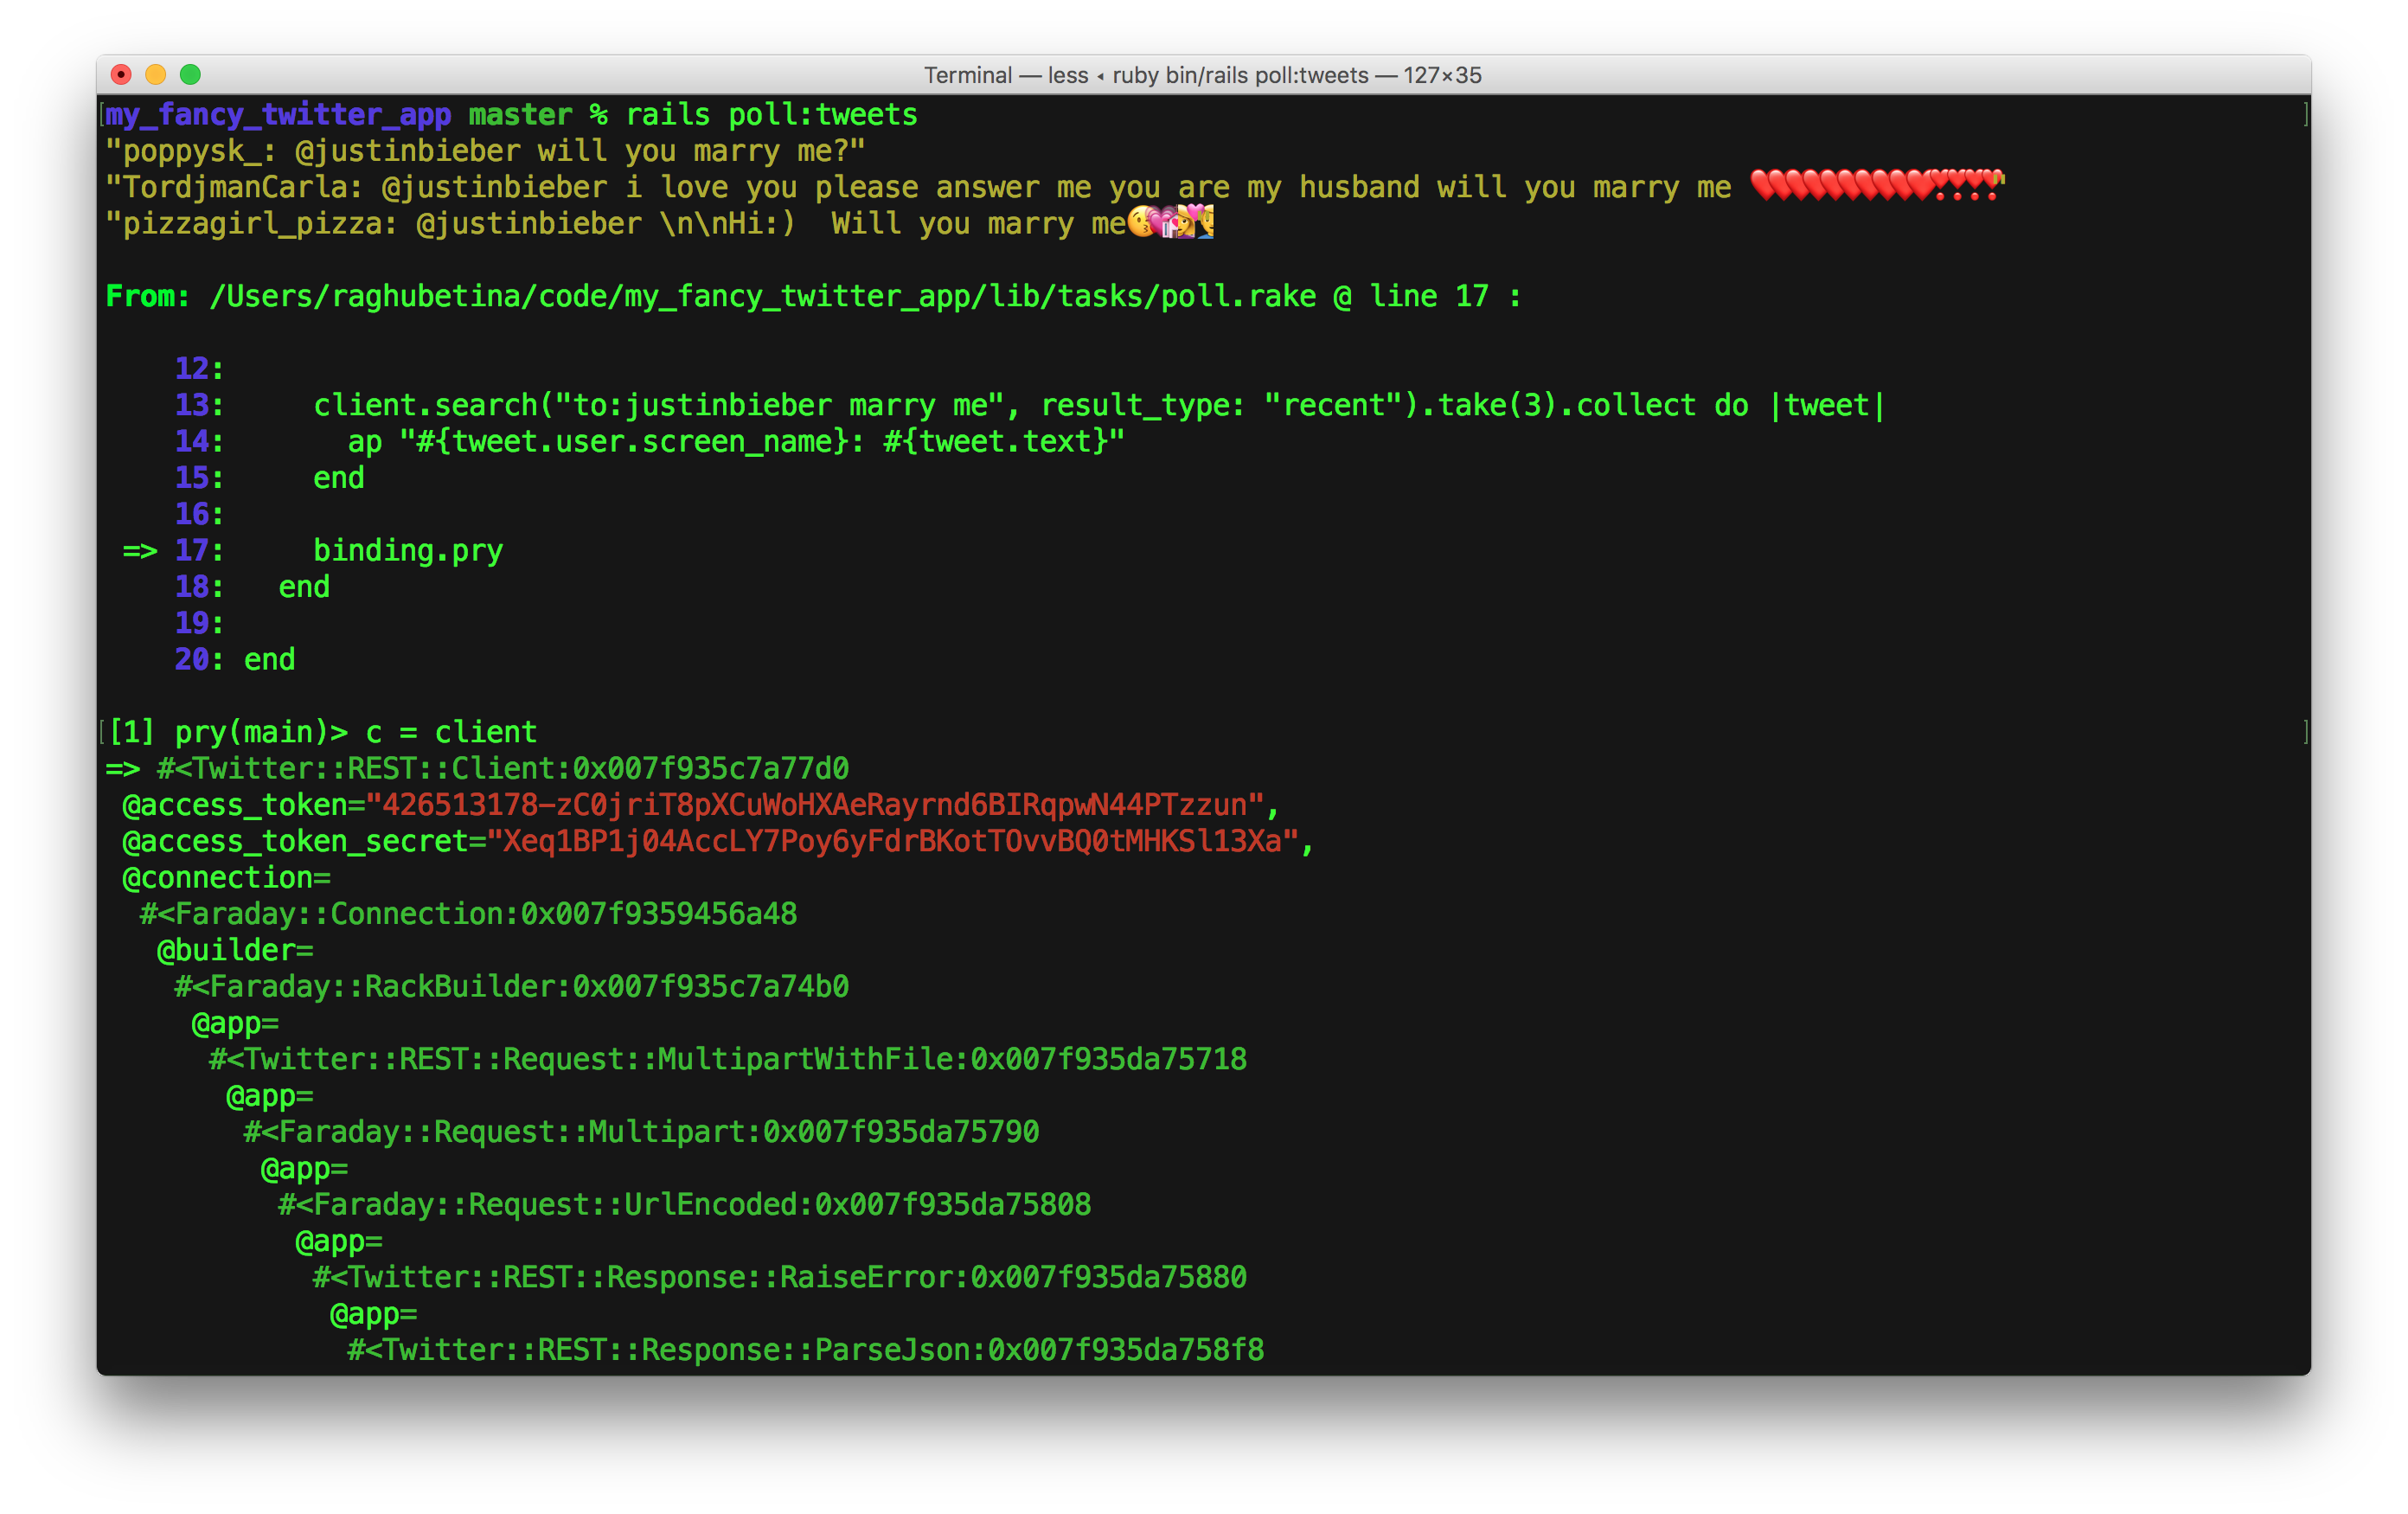 Terminal — less ◂ ruby bin/rails poll:tweets — 127×35
[my_fancy_twitter_app master % rails poll:tweets ]
"poppysk_: @justinbieber will you marry me?"
"TordjmanCarla: @justinbieber i love you please answer me you are my husband will you marry me ❤️❤️❤️❤️❤️❤️❤️❤️❤️❤️❤️❣️❣️❣️❣️"
"pizzagirl_pizza: @justinbieber \n\nHi:)  Will you marry me😘💗💒💑
From: /Users/raghubetina/code/my_fancy_twitter_app/lib/tasks/poll.rake @ line 17 :
12:
13:     client.search("to:justinbieber marry me", result_type: "recent").take(3).collect do |tweet|
14:       ap "#{tweet.user.screen_name}: #{tweet.text}"
15:     end
16:
=> 17:     binding.pry
18:   end
19:
20: end
[[1] pry(main)> c = client ]
=> #<Twitter::REST::Client:0x007f935c7a77d0
@access_token="426513178-zC0jriT8pXCuWoHXAeRayrnd6BIRqpwN44PTzzun",
@access_token_secret="Xeq1BP1j04AccLY7Poy6yFdrBKotTOvvBQ0tMHKSl13Xa",
@connection=
#<Faraday::Connection:0x007f9359456a48
@builder=
#<Faraday::RackBuilder:0x007f935c7a74b0
@app=
#<Twitter::REST::Request::MultipartWithFile:0x007f935da75718
@app=
#<Faraday::Request::Multipart:0x007f935da75790
@app=
#<Faraday::Request::UrlEncoded:0x007f935da75808
@app=
#<Twitter::REST::Response::RaiseError:0x007f935da75880
@app=
#<Twitter::REST::Response::ParseJson:0x007f935da758f8